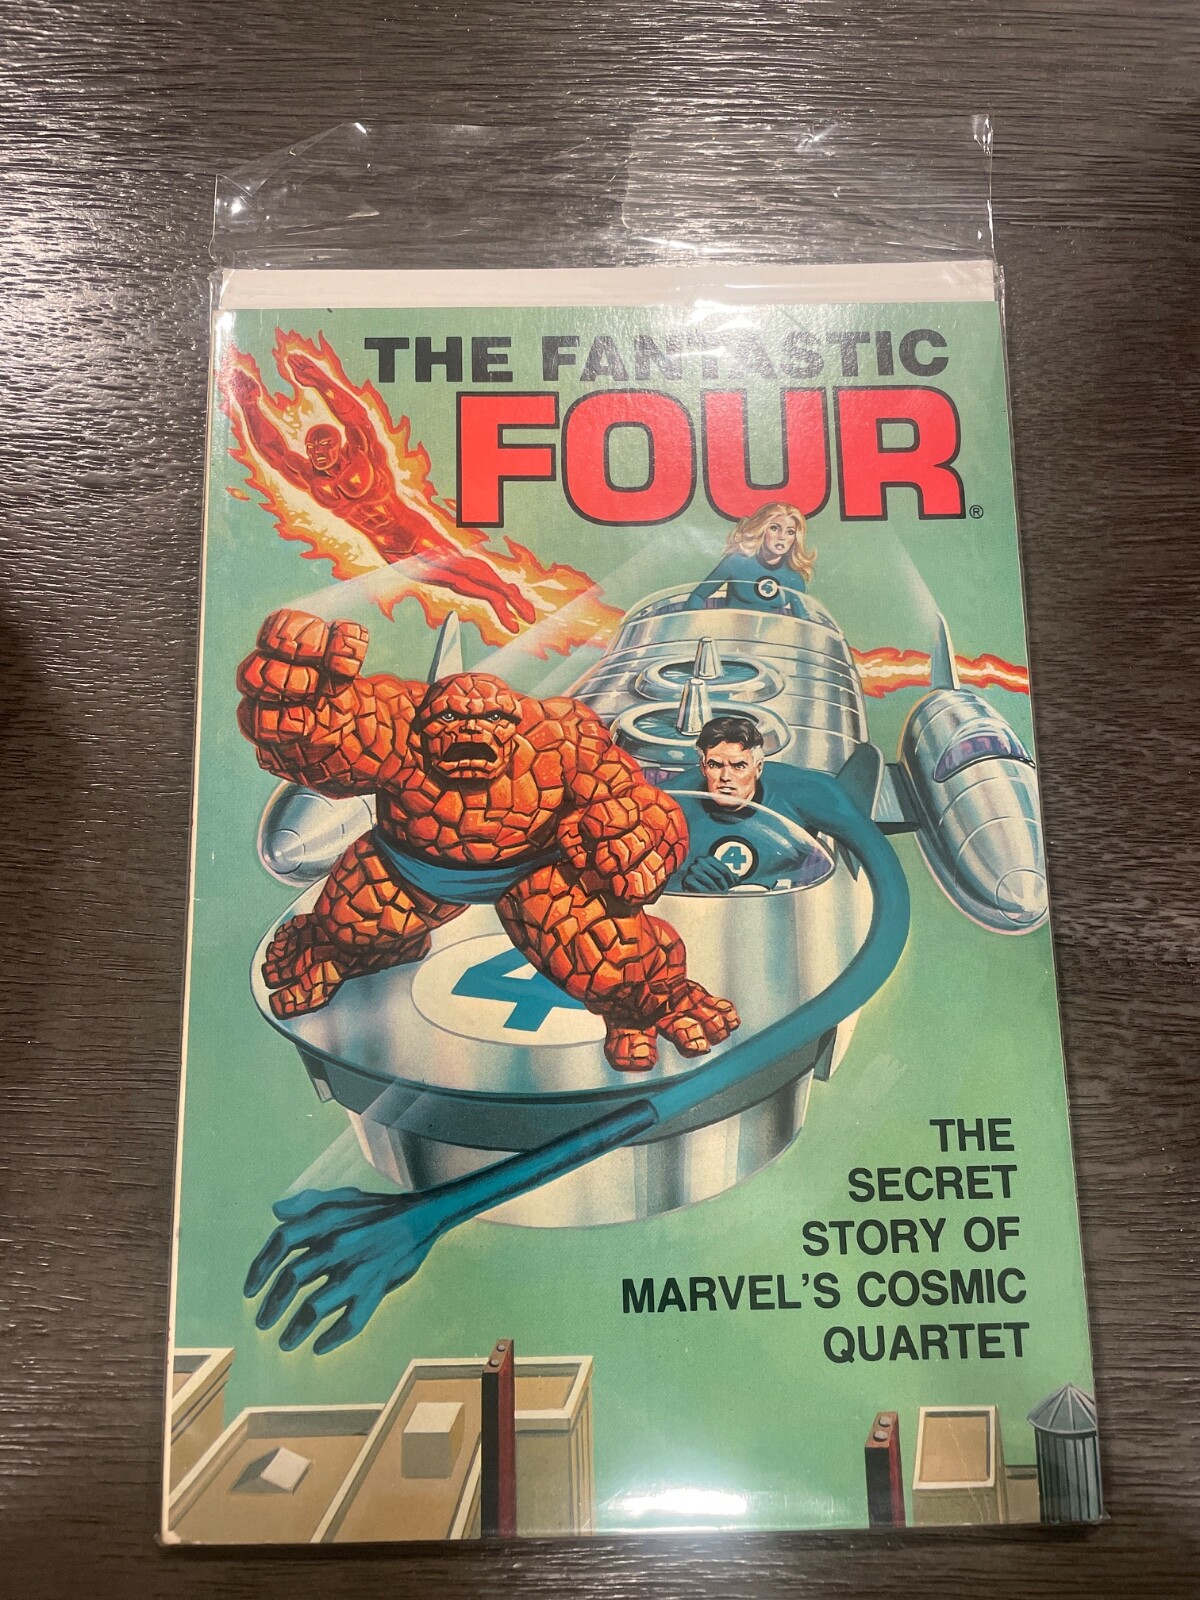 THE FANTASTIC
FOUR®
4
4
4
THE
SECRET
STORY OF
MARVEL'S COSMIC
QUARTET